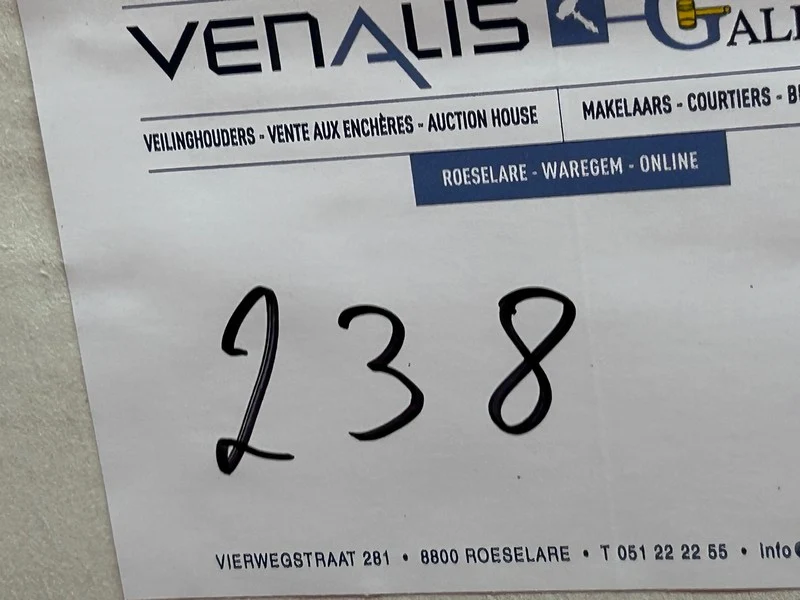 VENALIS
VEILINGHOUDERS - VENTE AUX ENCHÈRES - AUCTION HOUSE
MAKELAARS - COURTIERS -
ROESELARE - WAREGEM - ONLINE
238
VIERWEGSTRAAT 281 • 8800 ROESELARE • T 051 22 22 55 • Info